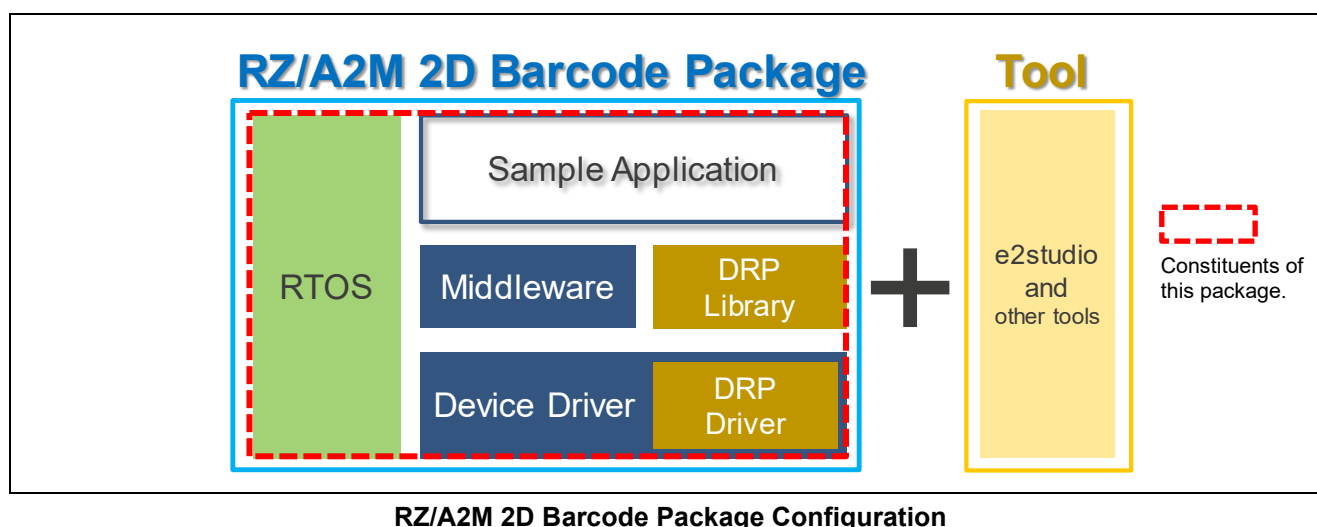 RZ/A2M 2D Barcode Package
Tool
RTOS
Sample Application
Middleware
DRP
Library
Device Driver
DRP
Driver
e2studio
and
other tools
Constituents of
this package.
RZ/A2M 2D Barcode Package Configuration